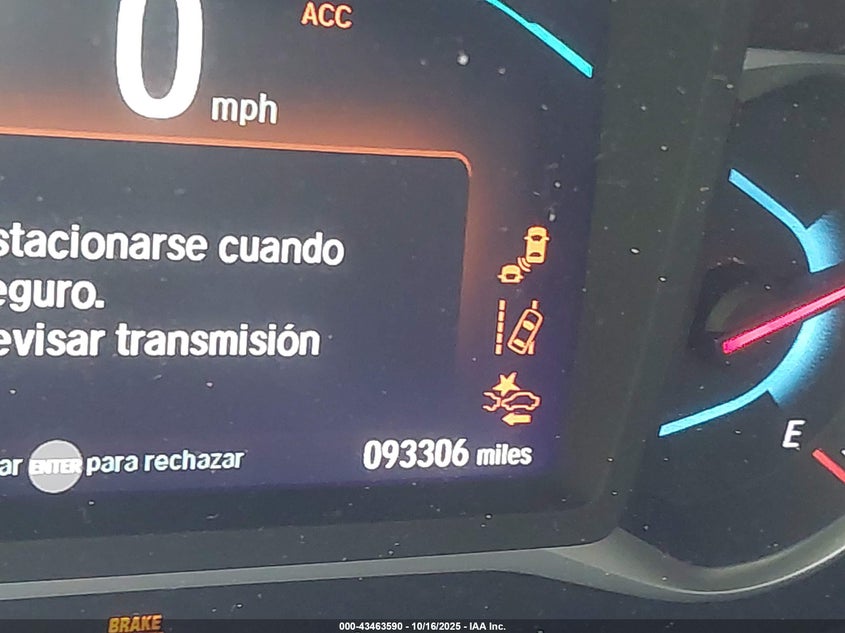 0 mph
ACC
stacionarse cuando
eguro.
evisar transmisión
ar ENTER para rechazar
093306 miles
E
BRAKE
000-43463590 - 10/16/2025 - IAA Inc.